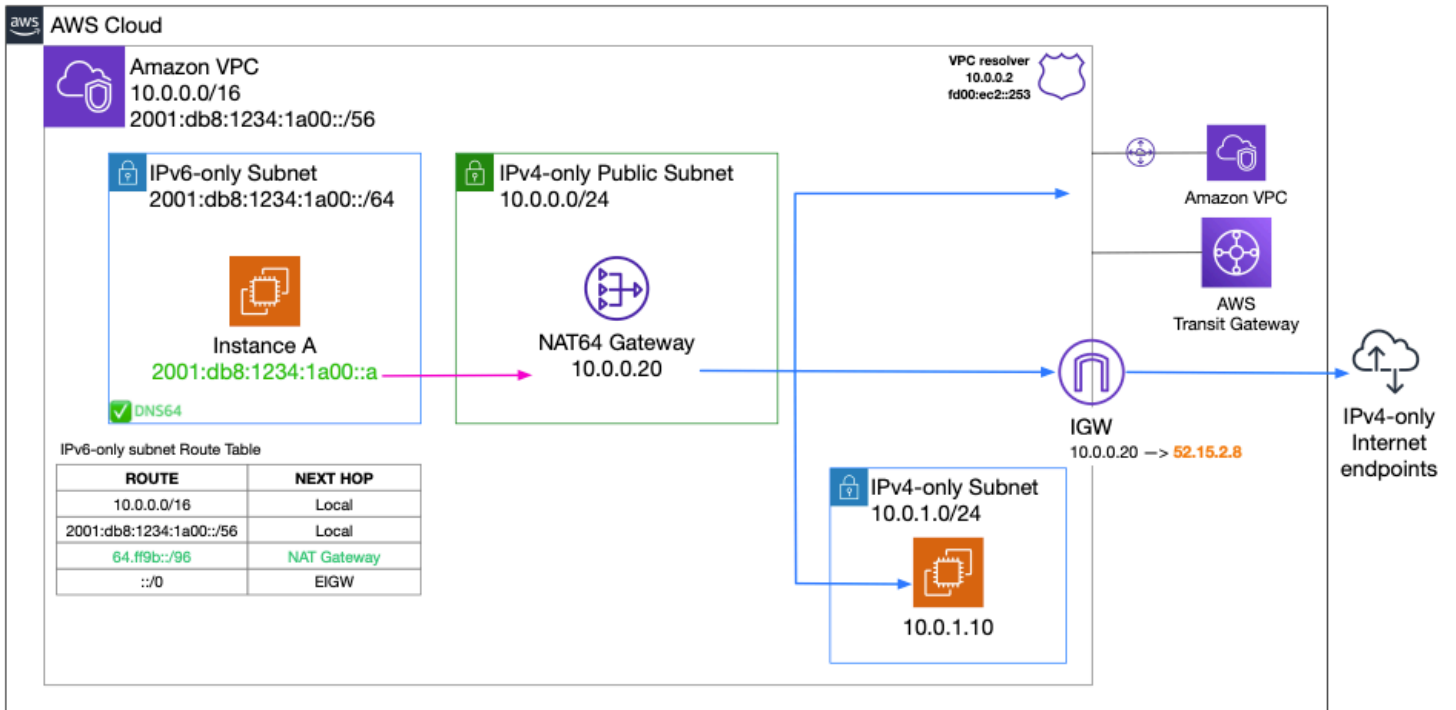 aws
AWS Cloud
Amazon VPC
10.0.0.0/16
2001:db8:1234:1a00::/56
VPC resolver
10.0.0.2
fd00:ec2::253
IPv6-only Subnet
2001:db8:1234:1a00::/64
Instance A
2001:db8:1234:1a00::a
DNS64
IPv4-only Public Subnet
10.0.0.0/24
NAT64 Gateway
10.0.0.20
Amazon VPC
AWS
Transit Gateway
IGW
10.0.0.20 —> 52.15.2.8
IPv4-only
Internet
endpoints
IPv6-only subnet Route Table
ROUTE NEXT HOP
10.0.0.0/16 Local
2001:db8:1234:1a00::/56 Local
64.ff9b::/96 NAT Gateway
::/0 EIGW
IPv4-only Subnet
10.0.1.0/24
10.0.1.10